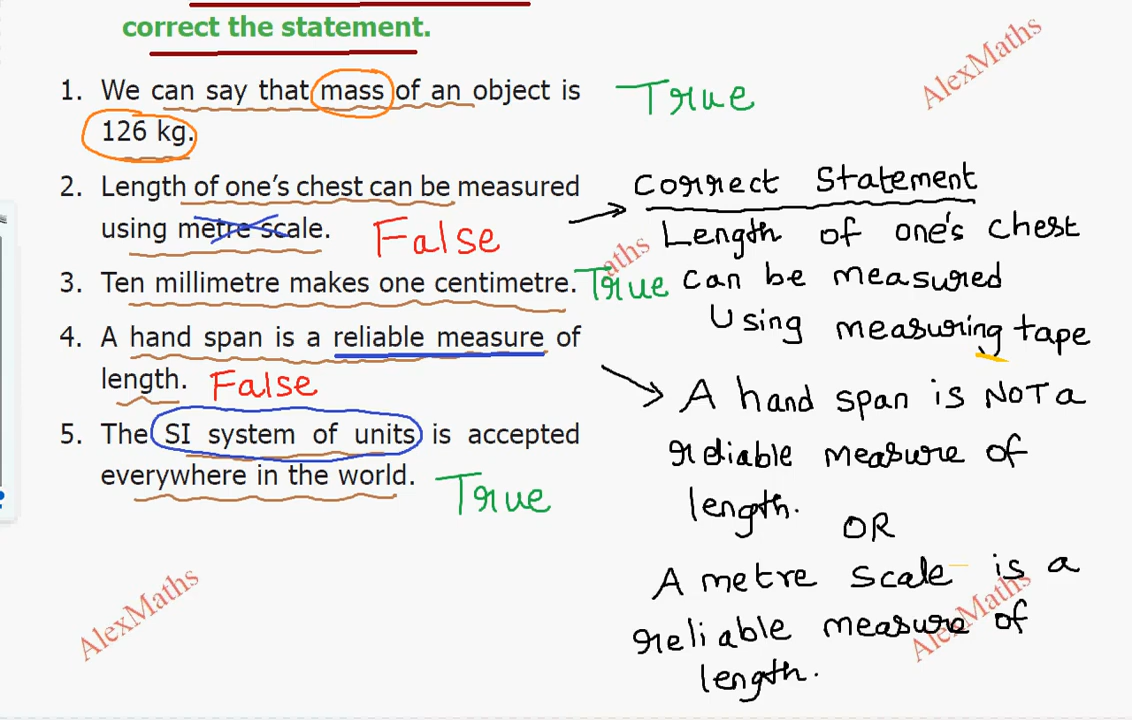 correct the statement.
AlexMaths
1. We can say that mass of an object is
126 kg.
True
2. Length of one's chest can be measured
using metre scale.
False
Correct Statement
Length of one's chest
can be measured
Using measuring tape
aths
3. Ten millimetre makes one centimetre.
True
4. A hand span is a reliable measure of
length.
False
A hand span is NOT a
reliable measure of
length.
OR
A metre scale is a
reliable measure of
length.
5. The SI system of units is accepted
everywhere in the world.
True
AlexMaths
AlexMaths